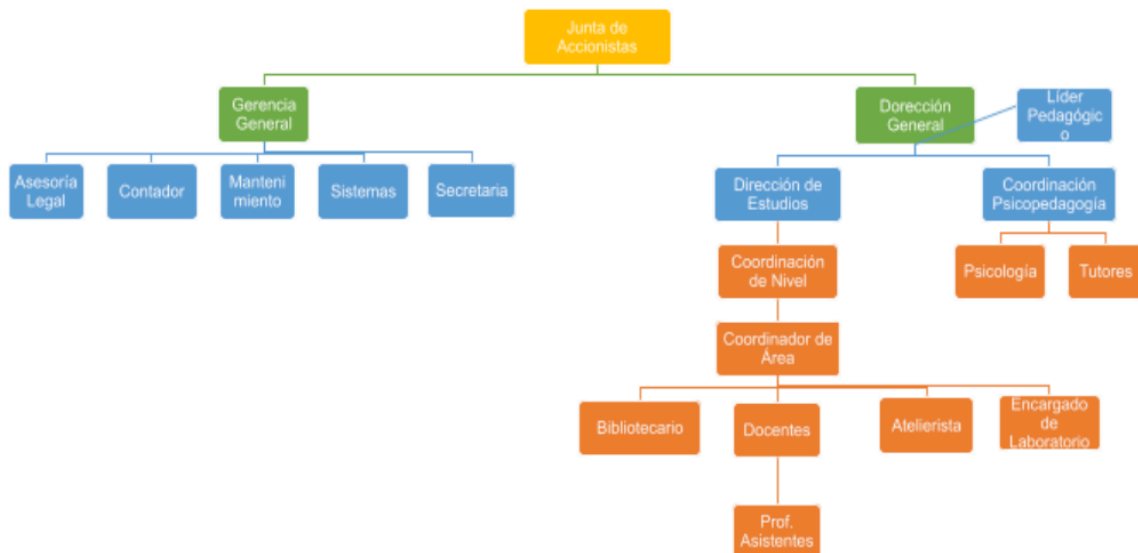 Junta de
Accionistas
Gerencia
General
Dorección
General
Líder
Pedagógic
o
Asesoría
Legal
Contador
Manteni
miento
Sistemas
Secretaria
Dirección de
Estudios
Coordinación
Psicopedagogía
Coordinación
de Nivel
Psicología
Tutores
Coordinador de
Área
Bibliotecario
Docentes
Atelierista
Encargado
de
Laboratorio
Prof.
Asistentes